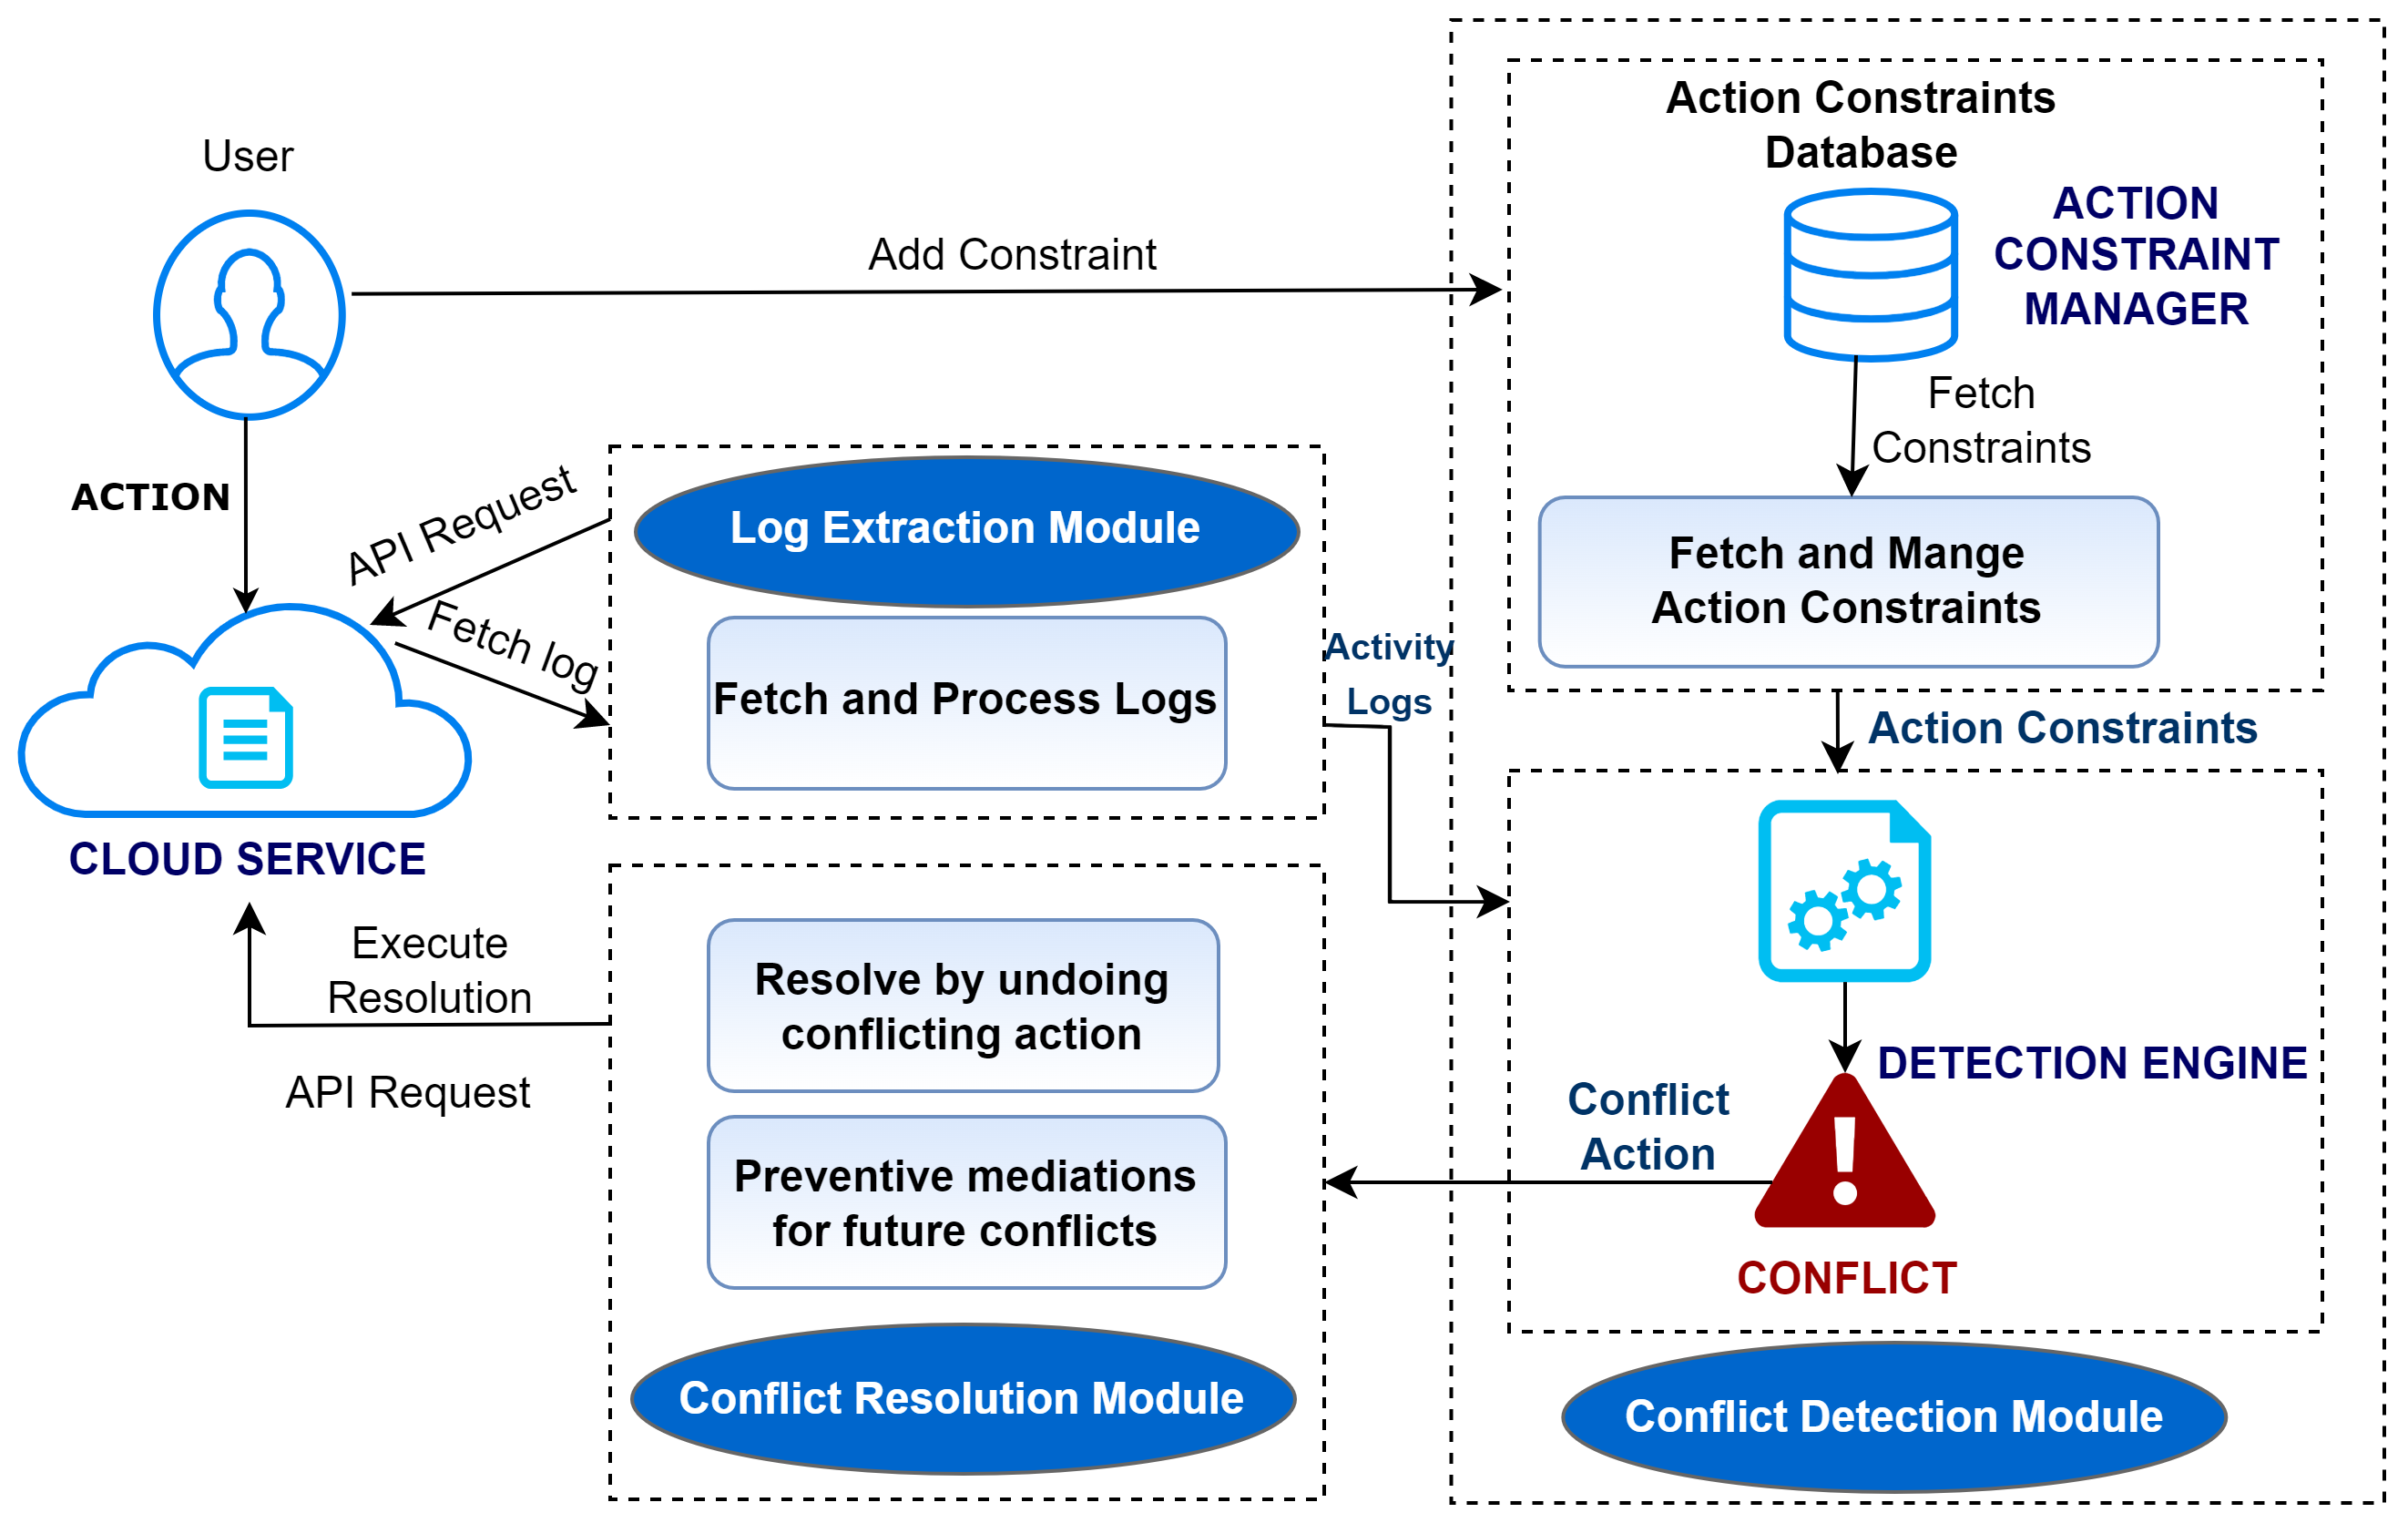 User
Add Constraint
Action Constraints
Database
ACTION
CONSTRAINT
MANAGER
Fetch
Constraints
Fetch and Mange
Action Constraints
ACTION
API Request
Fetch log
Log Extraction Module
Fetch and Process Logs
Activity
Logs
Action Constraints
CLOUD SERVICE
Execute
Resolution
API Request
Resolve by undoing
conflicting action
Preventive mediations
for future conflicts
Conflict Resolution Module
DETECTION ENGINE
Conflict
Action
CONFLICT
Conflict Detection Module